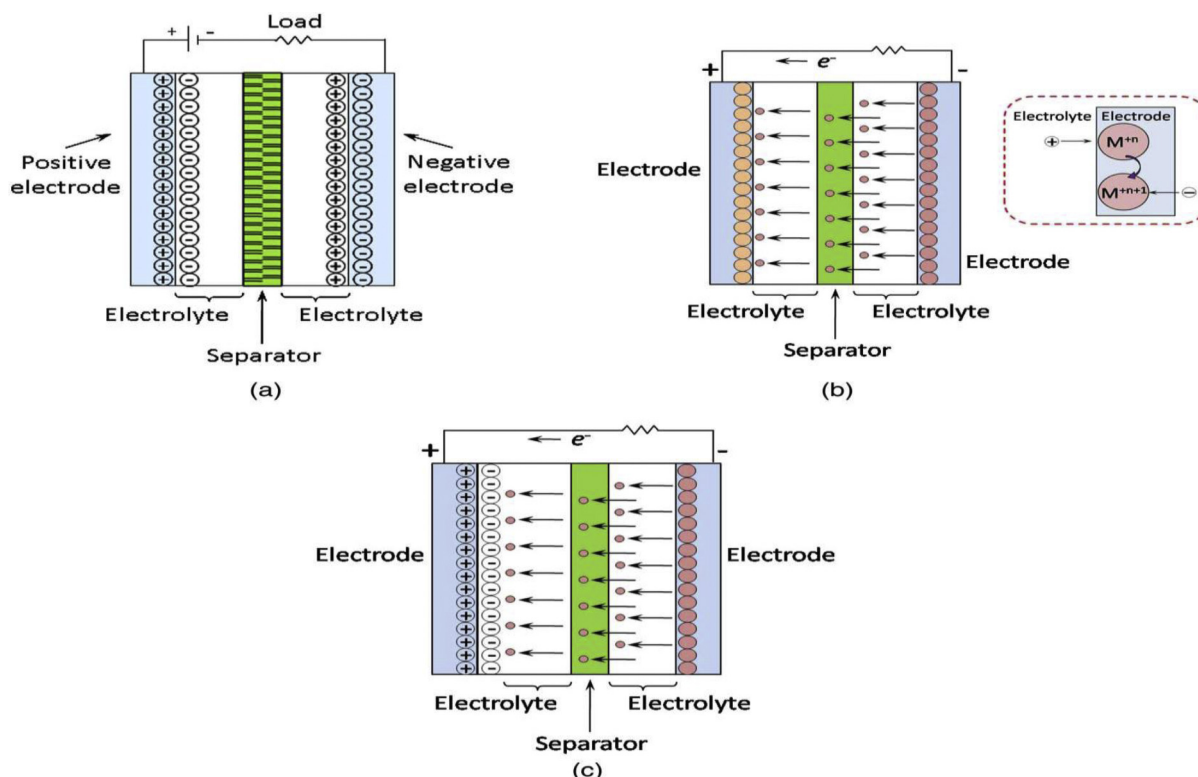 Load
+ -
Positive
electrode
Negative
electrode
Electrolyte Electrolyte
Separator
(a)
e⁻
+ -
Electrode
Electrode
Electrolyte Electrolyte
Separator
(b)
Electrolyte Electrode
M+n
M+n+1
e⁻
+ -
Electrode Electrode
Electrolyte Electrolyte
Separator
(c)